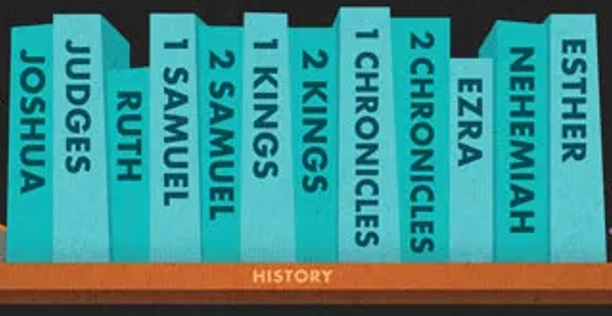 JOSHUA
JUDGES
RUTH
1 SAMUEL
2 SAMUEL
1 KINGS
2 KINGS
1 CHRONICLES
2 CHRONICLES
EZRA
NEHEMIAH
ESTHER
HISTORY